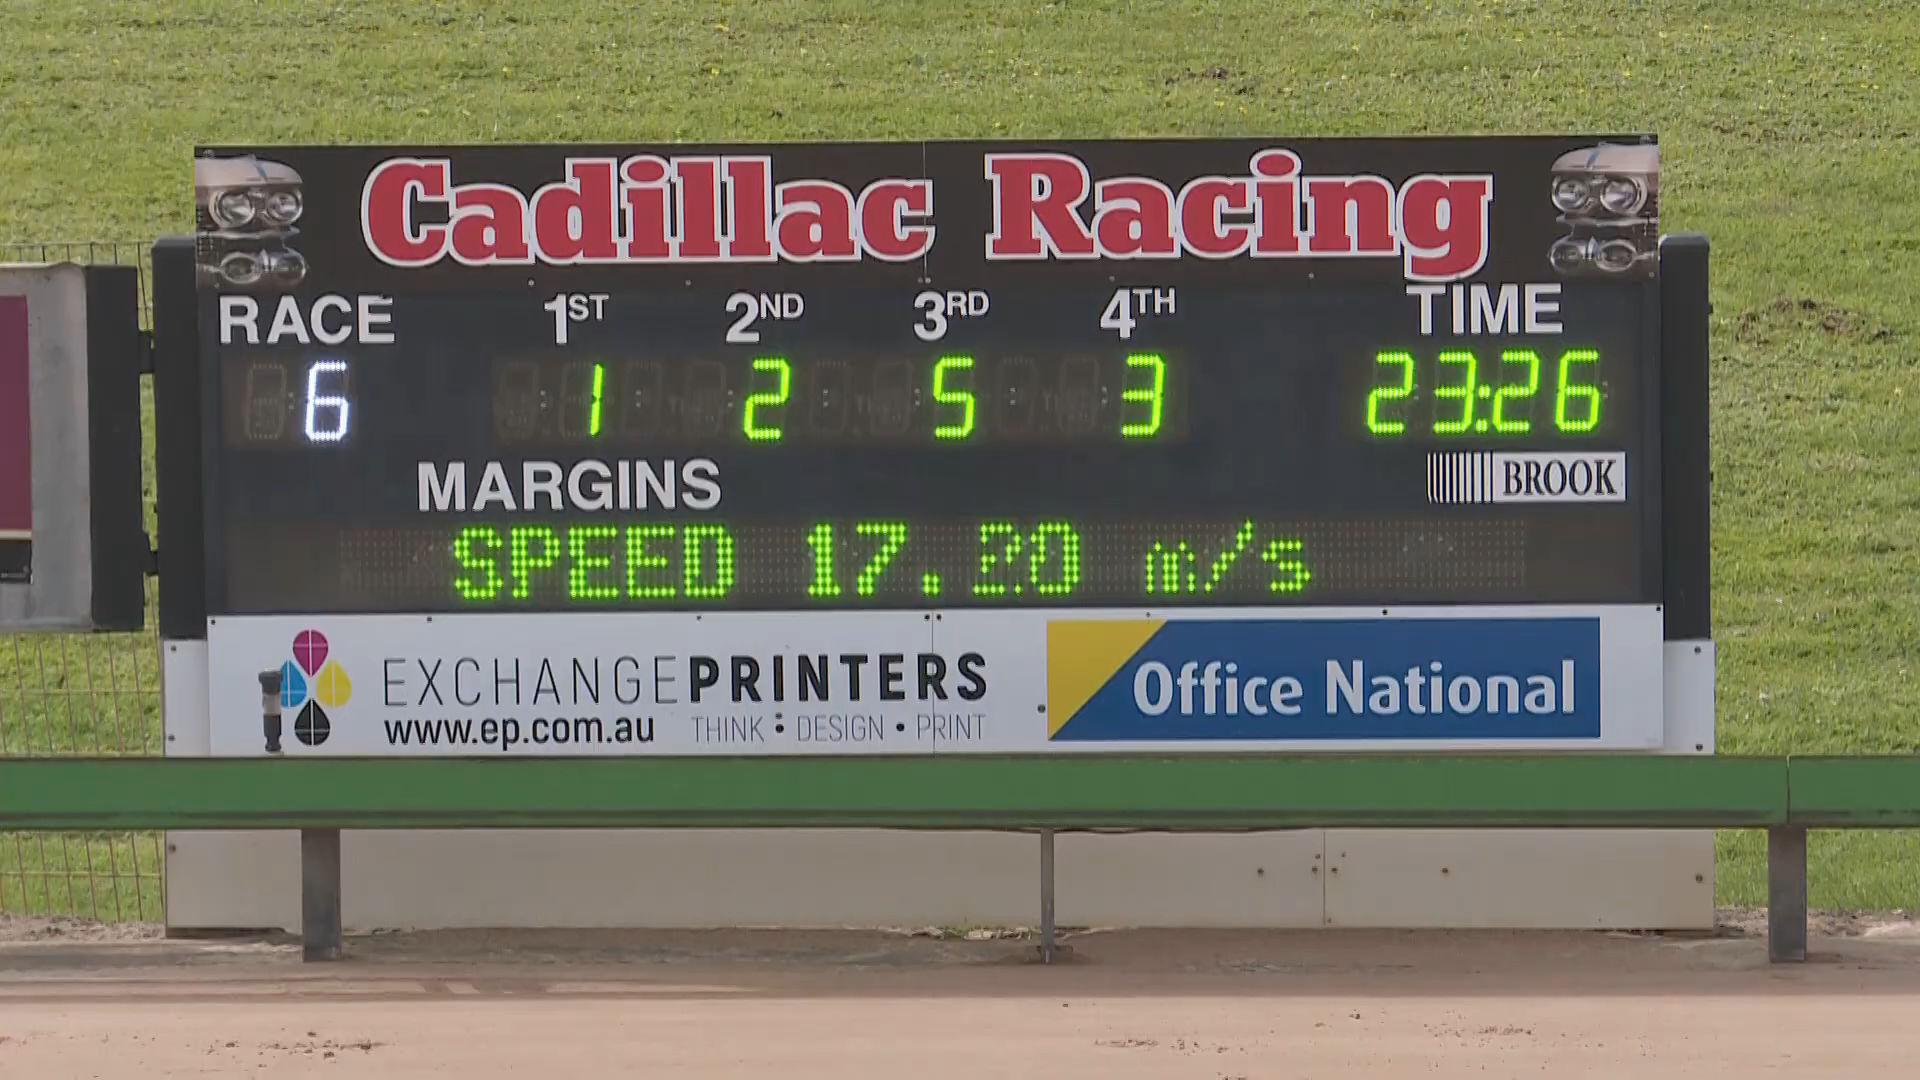 Cadillac Racing
RACE 1ST 2ND 3RD 4TH TIME
6 1 2 5 3 23:26
MARGINS BROOK
SPEED 17.20 m/s
EXCHANGEPRINTERS
www.ep.com.au THINK • DESIGN • PRINT
Office National